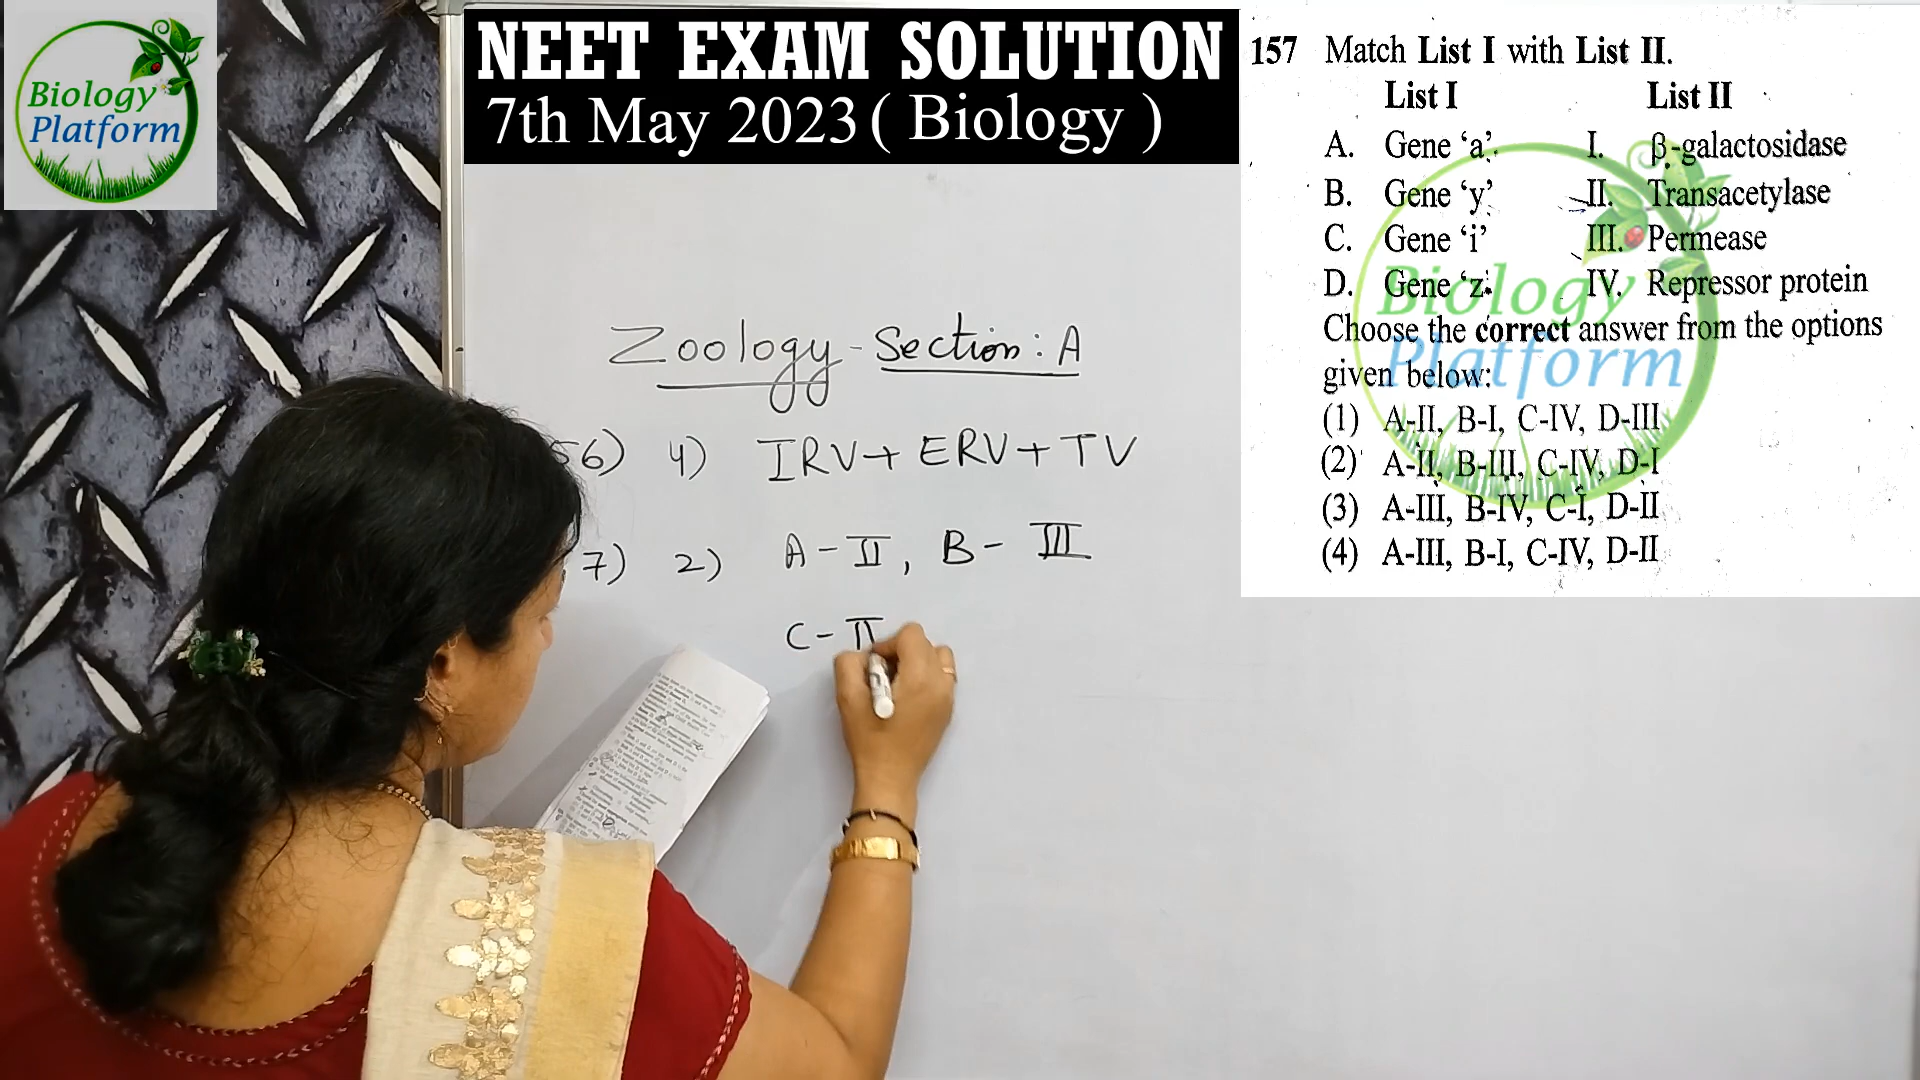 Biology
Platform
NEET EXAM SOLUTION
7th May 2023 ( Biology )
157 Match List I with List II.
List I List II
A. Gene ‘a’ I. β-galactosidase
B. Gene ‘y’ II. Transacetylase
C. Gene ‘i’ III. Permease
D. Gene ‘z’ IV. Repressor protein
Choose the correct answer from the options
given below:
(1) A-II, B-I, C-IV, D-III
(2) A-II, B-III, C-IV, D-I
(3) A-III, B-IV, C-I, D-II
(4) A-III, B-I, C-IV, D-II
Biology
Platform
Zoology - Section : A
56) 4) IRV + ERV + TV
7) 2) A - II, B - III
C -